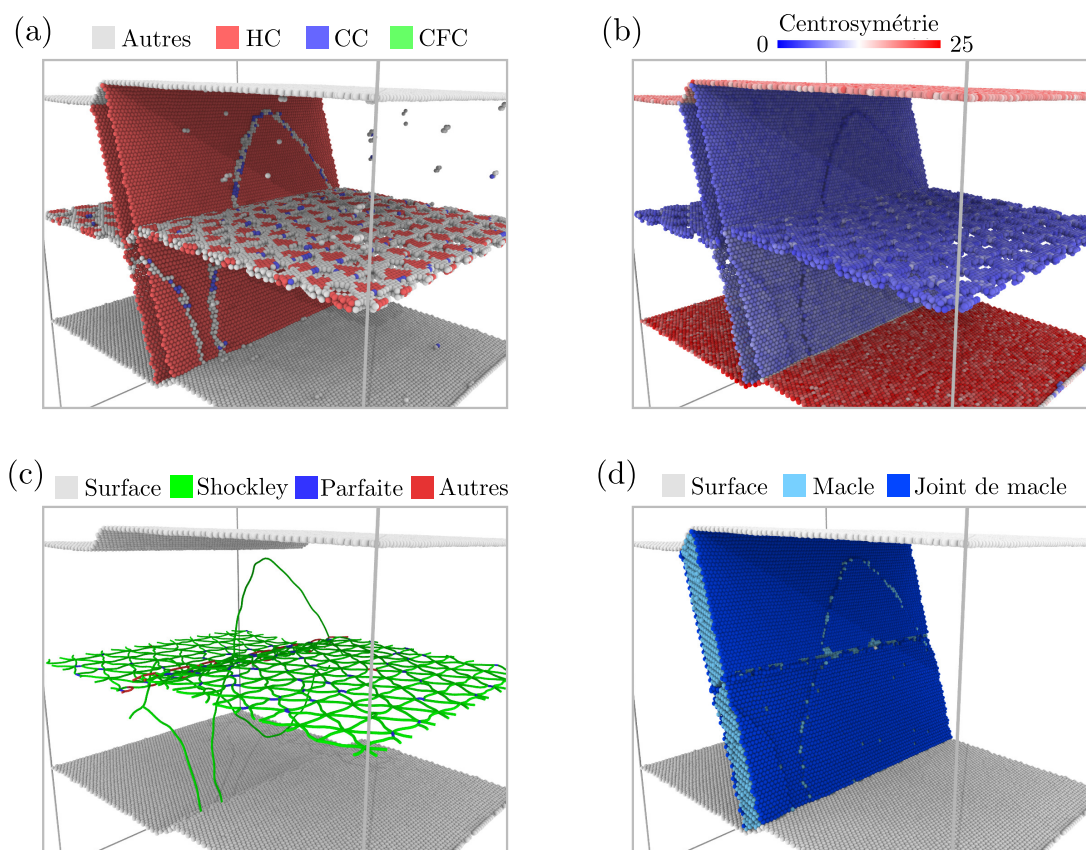 (a) Autres HC CC CFC
(b) Centrosymétrie
0 25
(c) Surface Shockley Parfaite Autres
(d) Surface Macle Joint de macle